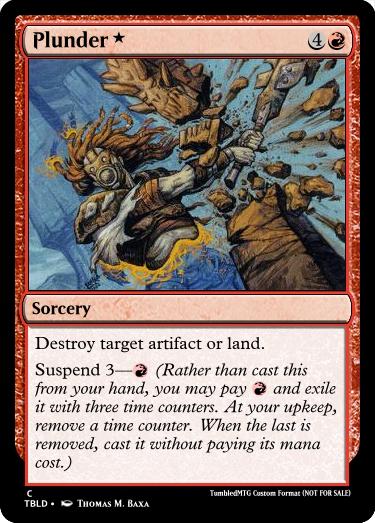 Plunder ★ 4
Sorcery
Destroy target artifact or land.
Suspend 3— (Rather than cast this
from your hand, you may pay and exile
it with three time counters. At your upkeep,
remove a time counter. When the last is
removed, cast it without paying its mana
cost.)
C TumbledMTG Custom Format (NOT FOR SALE)
TBLD • Thomas M. Baxa